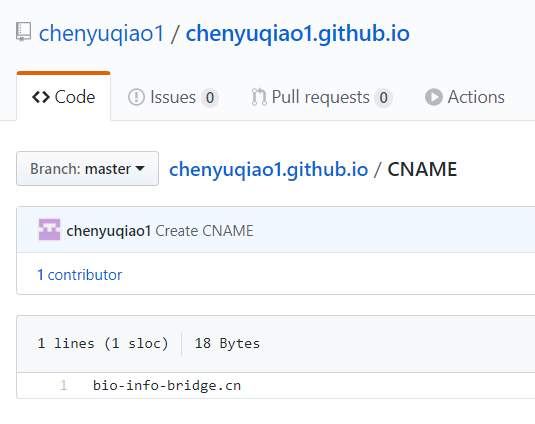 chenyuqiao1 / chenyuqiao1.github.io
Code Issues 0 Pull requests 0 Actions
Branch: master chenyuqiao1.github.io / CNAME
chenyuqiao1 Create CNAME
1 contributor
1 lines (1 sloc) 18 Bytes
1 bio-info-bridge.cn